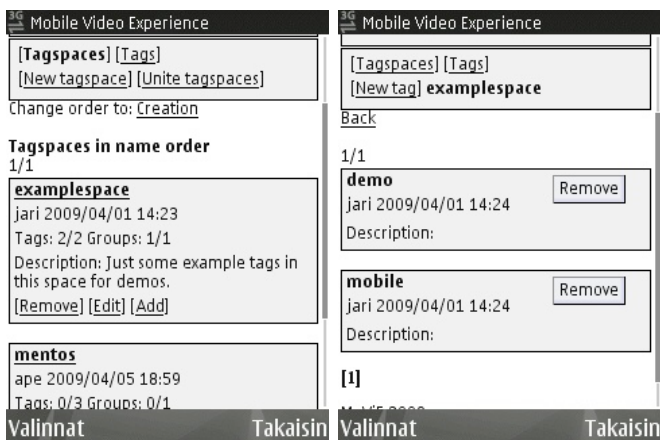 3G Mobile Video Experience
[Tagspaces] [Tags]
[New tagspace] [Unite tagspaces]
Change order to: Creation
Tagspaces in name order
1/1
examplespace
jari 2009/04/01 14:23
Tags: 2/2 Groups: 1/1
Description: Just some example tags in
this space for demos.
[Remove] [Edit] [Add]
mentos
ape 2009/04/05 18:59
Tags: 0/3 Groups: 0/1
Valinnat Takaisin
3G Mobile Video Experience
[Tagspaces] [Tags]
[New tag] examplespace
Back
1/1
demo
Remove
jari 2009/04/01 14:24
Description:
mobile
Remove
jari 2009/04/01 14:24
Description:
[1]
Valinnat Takaisin